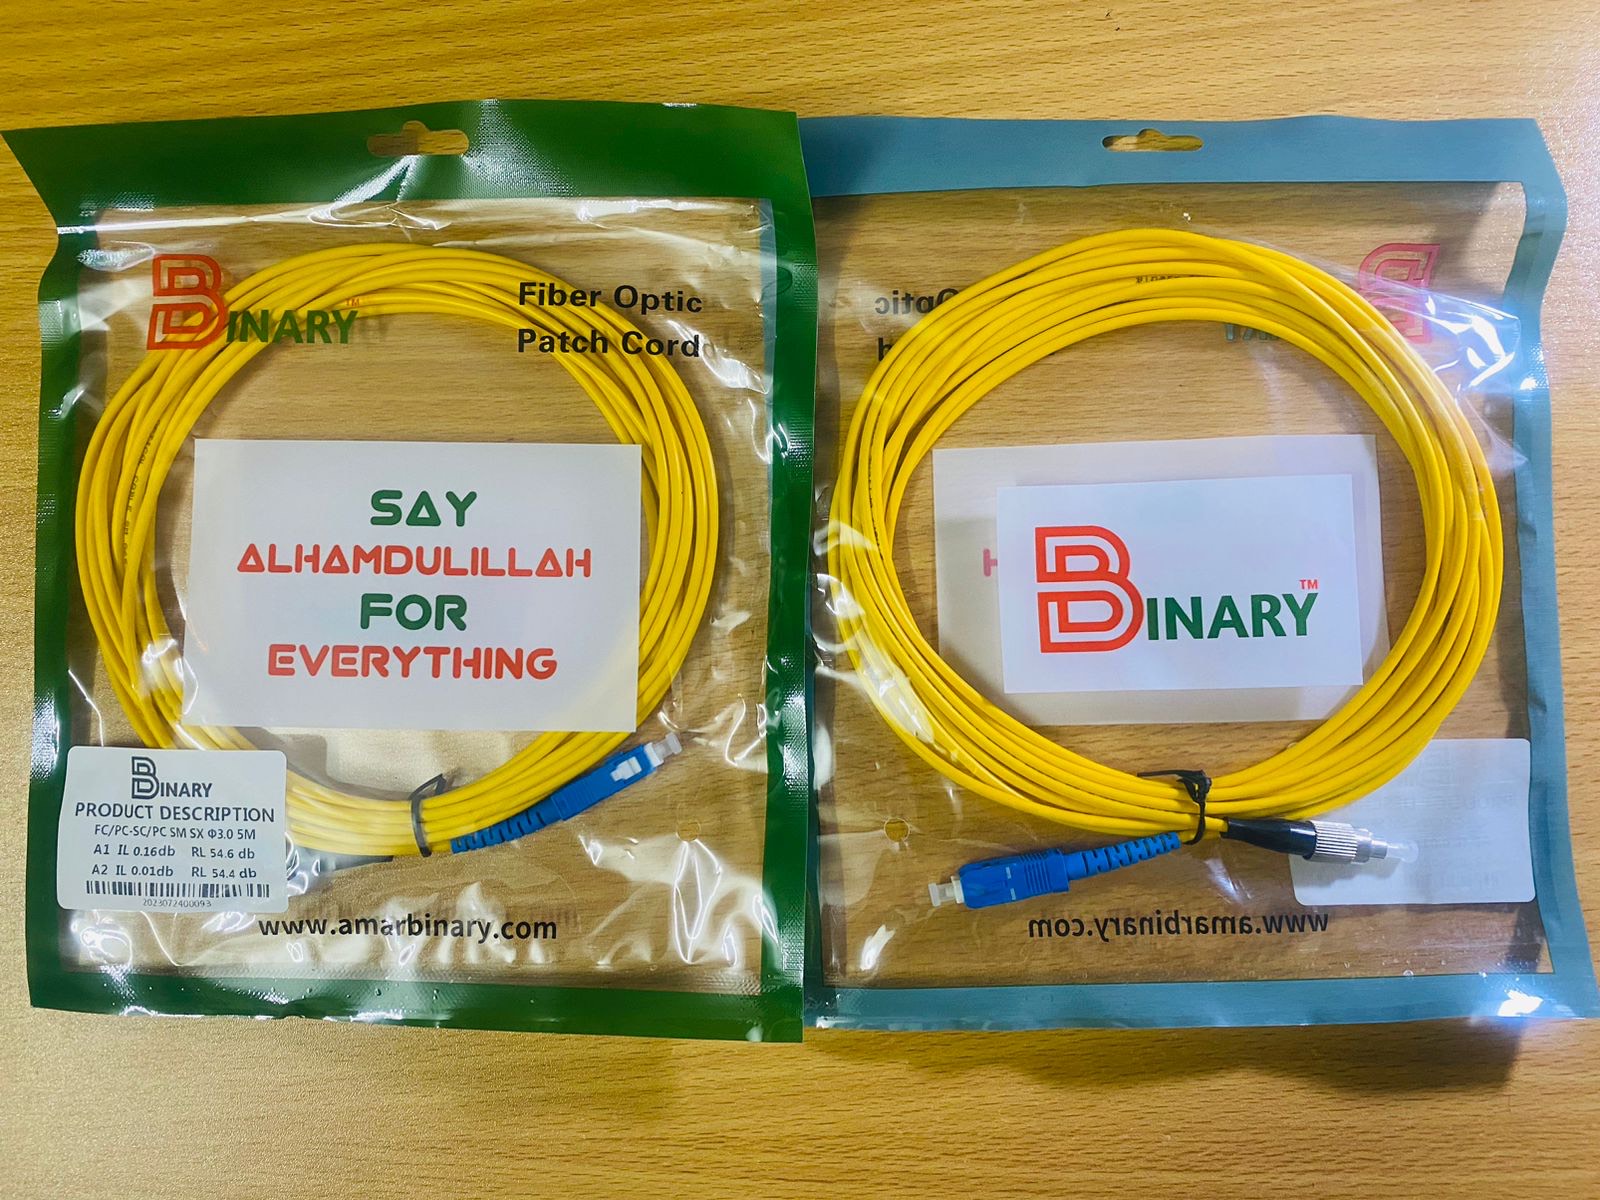 BINARY™
Fiber Optic
Patch Cord
SAY
ALHAMDULILLAH
FOR
EVERYTHING
BINARY
PRODUCT DESCRIPTION
FC/PC-SC/PC SM SX Φ3.0 5M
A1 IL 0.16db RL 54.6 db
A2 IL 0.01db RL 54.4 db
2023072400093
www.amarbinary.com
BINARY™
www.amarbinary.com